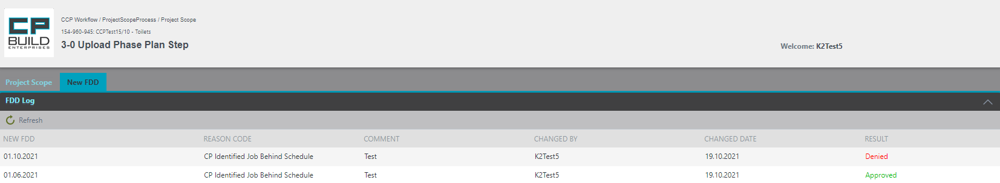 CP
BUILD
ENTERPRISES
CCP Workflow / ProjectScopeProcess / Project Scope
154-960-945: CCPTest15/10 - Toilets
3-0 Upload Phase Plan Step
Welcome: K2Test5
Project Scope New FDD
FDD Log
Refresh
NEW FDD REASON CODE COMMENT CHANGED BY CHANGED DATE RESULT
01.10.2021 CP Identified Job Behind Schedule Test K2Test5 19.10.2021 Denied
01.06.2021 CP Identified Job Behind Schedule Test K2Test5 19.10.2021 Approved